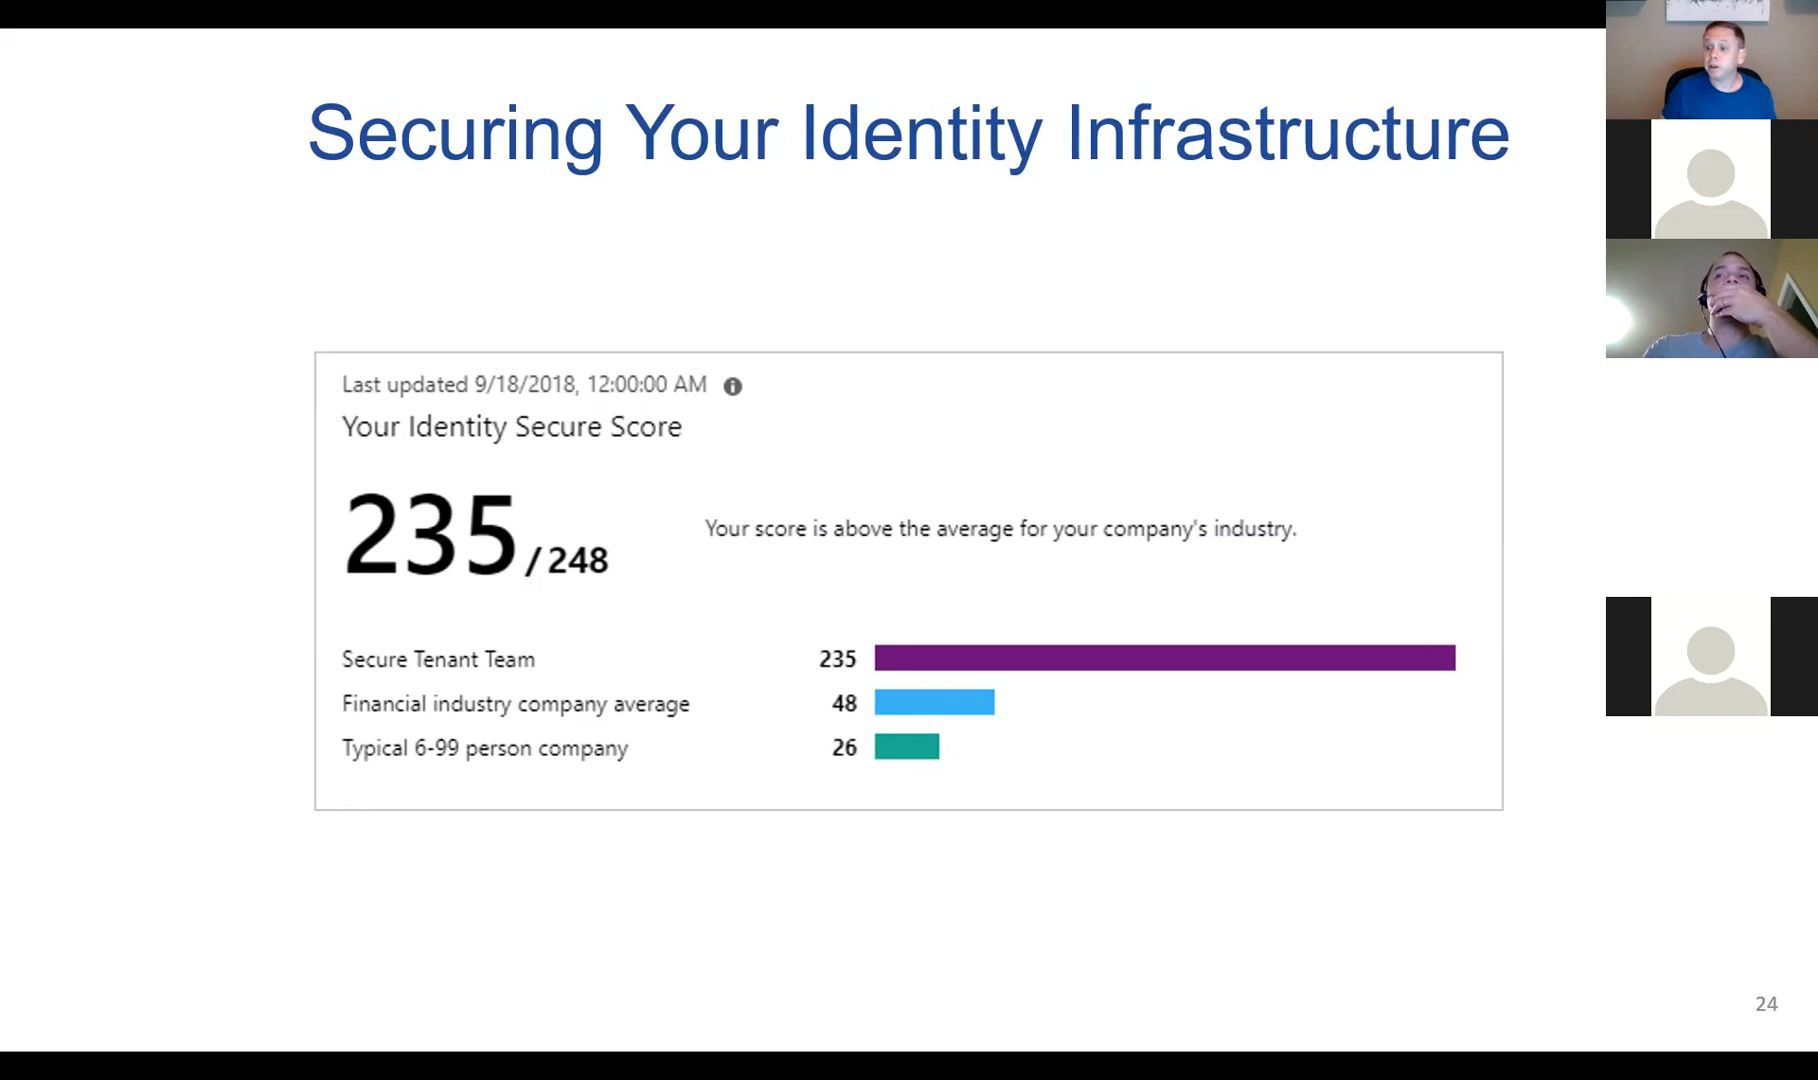 Securing Your Identity Infrastructure
Last updated 9/18/2018, 12:00:00 AM
Your Identity Secure Score
235 / 248
Your score is above the average for your company's industry.
Secure Tenant Team 235
Financial industry company average 48
Typical 6-99 person company 26
24